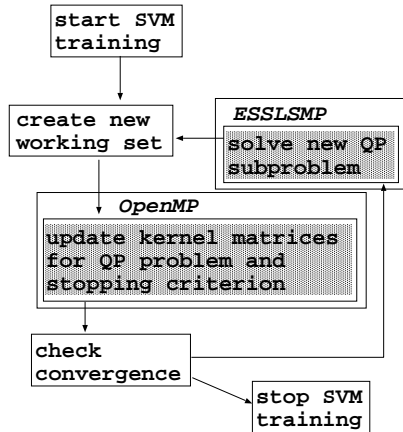 start SVM
training
create new
working set
ESSLSMP
solve new QP
subproblem
OpenMP
update kernel matrices
for QP problem and
stopping criterion
check
convergence
stop SVM
training